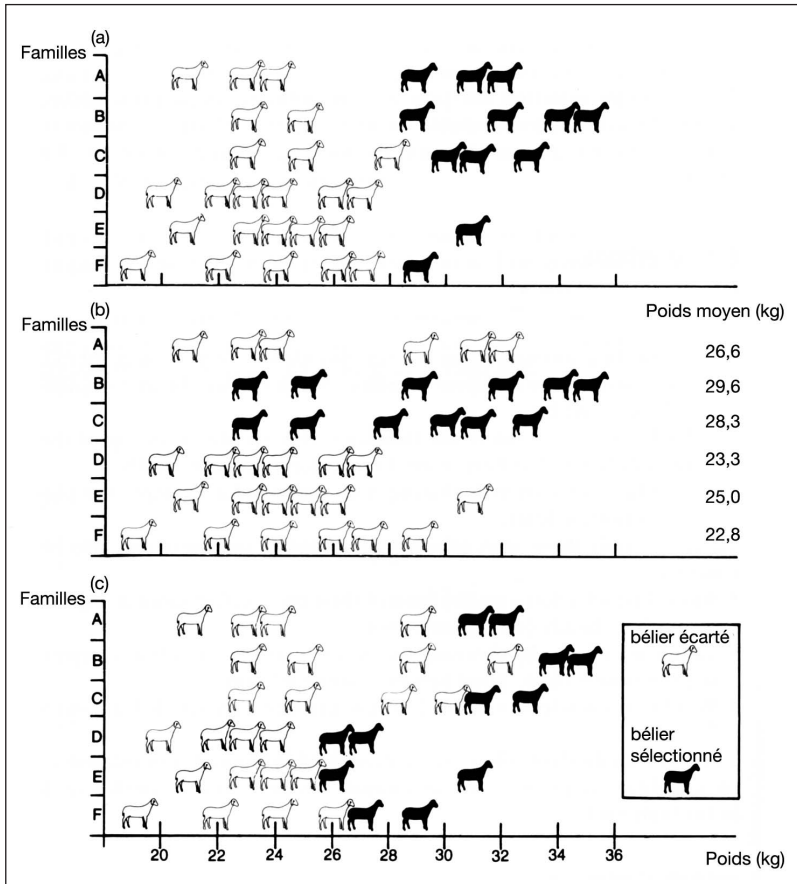 (a)
Familles
A
B
C
D
E
F
(b)
Familles
Poids moyen (kg)
A
26,6
B
29,6
C
28,3
D
23,3
E
25,0
F
22,8
(c)
Familles
A
B
C
D
E
F
bélier écarté
bélier
sélectionné
20 22 24 26 28 30 32 34 36 Poids (kg)